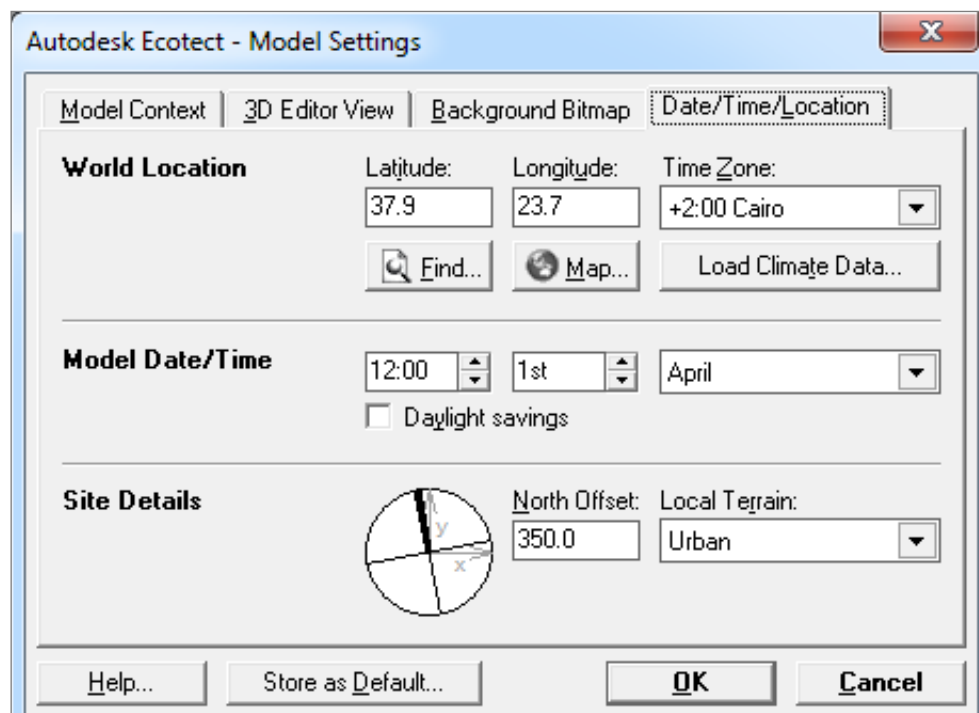 Autodesk Ecotect - Model Settings
X
Model Context 3D Editor View Background Bitmap Date/Time/Location
World Location Latitude: Longitude: Time Zone:
37.9 23.7 +2:00 Cairo
Find... Map... Load Climate Data...
Model Date/Time 12:00 1st April
Daylight savings
Site Details North Offset: Local Terrain:
y
350.0 Urban
x
Help... Store as Default... OK Cancel